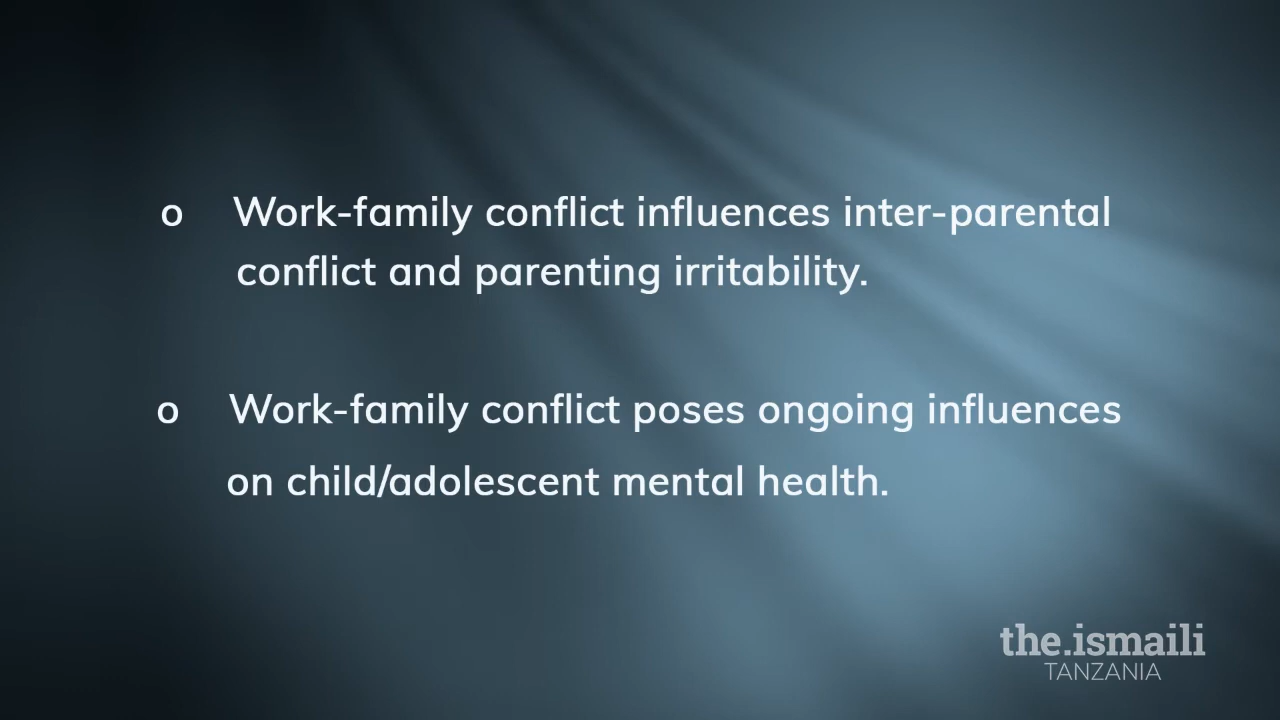 o Work-family conflict influences inter-parental
conflict and parenting irritability.
o Work-family conflict poses ongoing influences
on child/adolescent mental health.
the.ismaili
TANZANIA